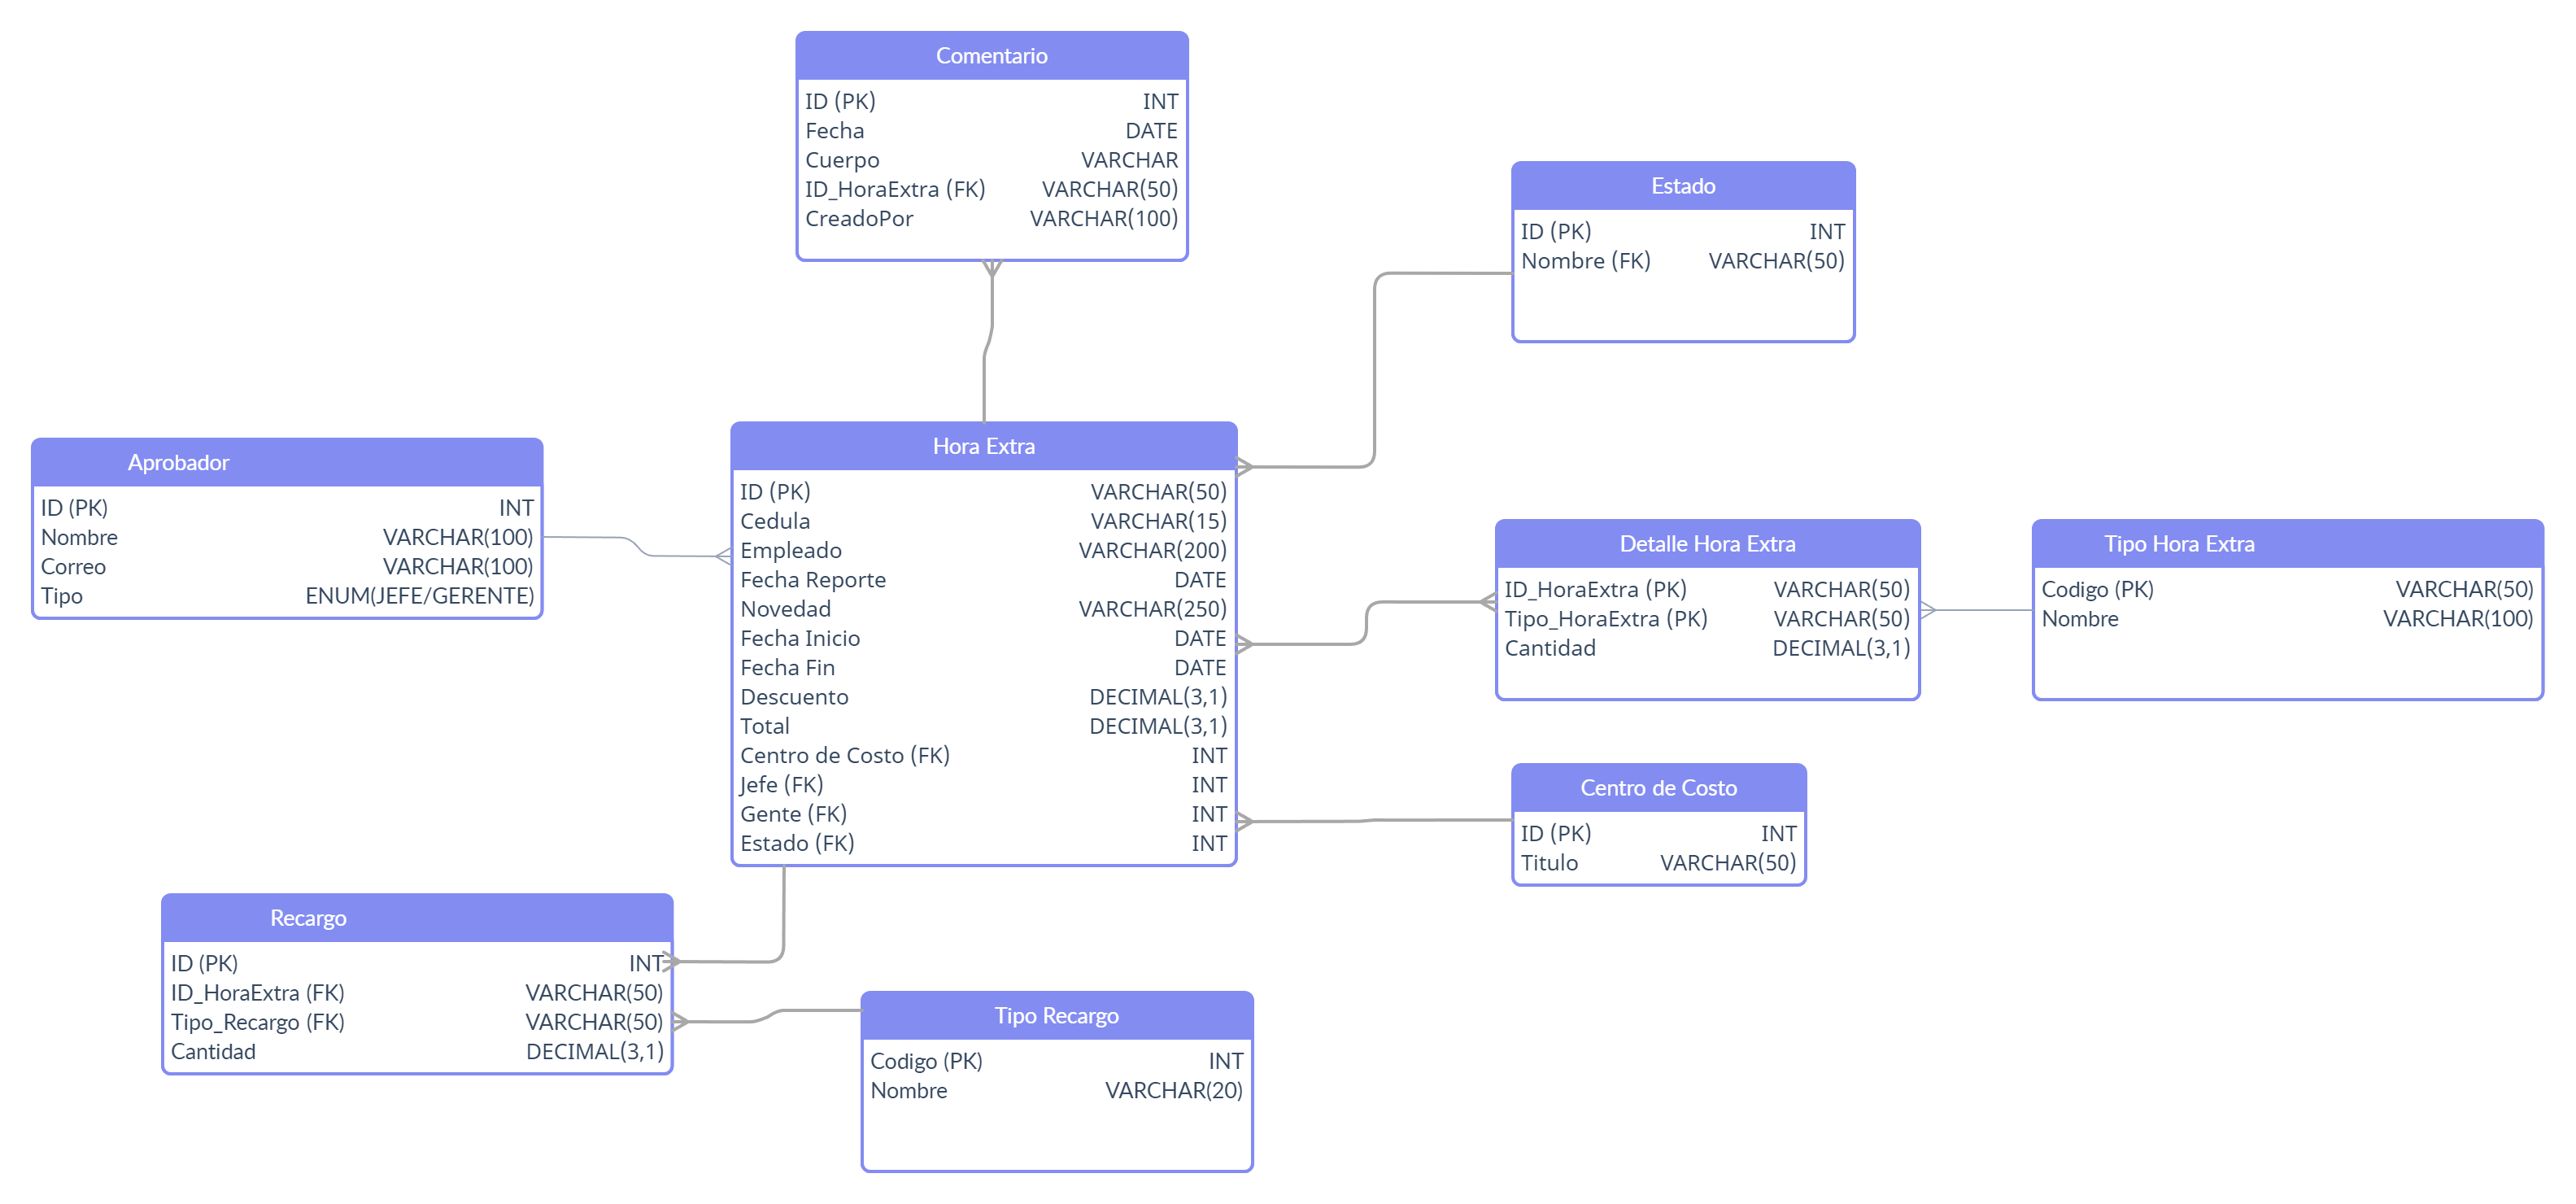 Comentario
ID (PK) INT
Fecha DATE
Cuerpo VARCHAR
ID_HoraExtra (FK) VARCHAR(50)
CreadoPor VARCHAR(100)
Estado
ID (PK) INT
Nombre (FK) VARCHAR(50)
Aprobador
ID (PK) INT
Nombre VARCHAR(100)
Correo VARCHAR(100)
Tipo ENUM(JEFE/GERENTE)
Hora Extra
ID (PK) VARCHAR(50)
Cedula VARCHAR(15)
Empleado VARCHAR(200)
Fecha Reporte DATE
Novedad VARCHAR(250)
Fecha Inicio DATE
Fecha Fin DATE
Descuento DECIMAL(3,1)
Total DECIMAL(3,1)
Centro de Costo (FK) INT
Jefe (FK) INT
Gente (FK) INT
Estado (FK) INT
Detalle Hora Extra
ID_HoraExtra (PK) VARCHAR(50)
Tipo_HoraExtra (PK) VARCHAR(50)
Cantidad DECIMAL(3,1)
Tipo Hora Extra
Codigo (PK) VARCHAR(50)
Nombre VARCHAR(100)
Centro de Costo
ID (PK) INT
Titulo VARCHAR(50)
Recargo
ID (PK) INT
ID_HoraExtra (FK) VARCHAR(50)
Tipo_Recargo (FK) VARCHAR(50)
Cantidad DECIMAL(3,1)
Tipo Recargo
Codigo (PK) INT
Nombre VARCHAR(20)